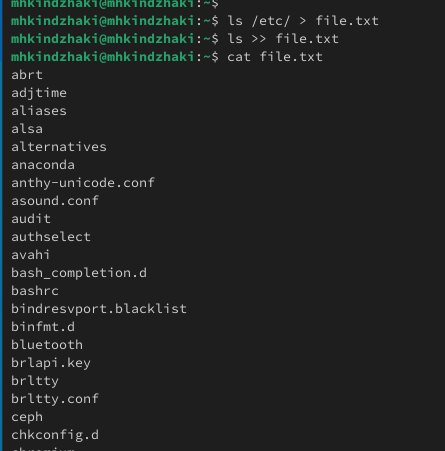 mhkindzhaki@mhkindzhaki:~$
mhkindzhaki@mhkindzhaki:~$ ls /etc/ > file.txt
mhkindzhaki@mhkindzhaki:~$ ls >> file.txt
mhkindzhaki@mhkindzhaki:~$ cat file.txt
abrt
adjtime
aliases
alsa
alternatives
anaconda
anthy-unicode.conf
asound.conf
audit
authselect
avahi
bash_completion.d
bashrc
bindresvport.blacklist
binfmt.d
bluetooth
brlapi.key
brltty
brltty.conf
ceph
chkconfig.d